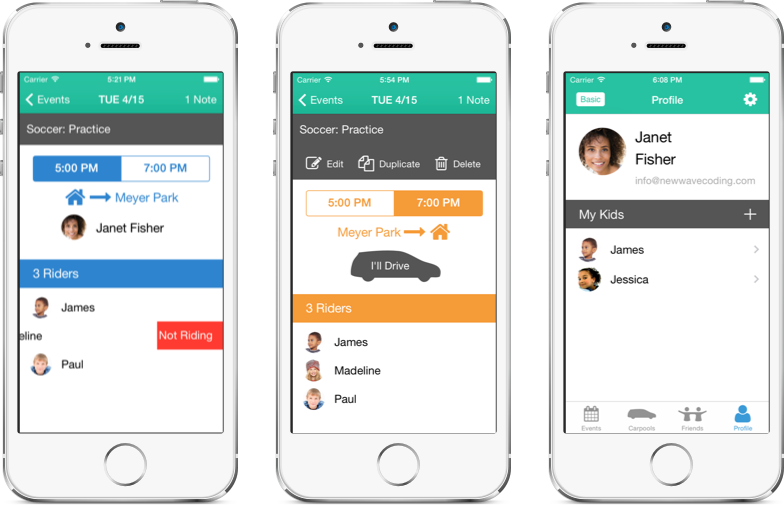 Carrier 5:21 PM
Events TUE 4/15 1 Note
Soccer: Practice
5:00 PM 7:00 PM
Meyer Park
Janet Fisher
3 Riders
James
eline Not Riding
Paul
Carrier 5:54 PM
Events TUE 4/15 1 Note
Soccer: Practice
Edit Duplicate Delete
5:00 PM 7:00 PM
Meyer Park
I'll Drive
3 Riders
James
Madeline
Paul
Carrier 6:08 PM
Basic Profile
Janet
Fisher
info@newwavecoding.com
My Kids +
James
Jessica
Events Carpools Friends Profile